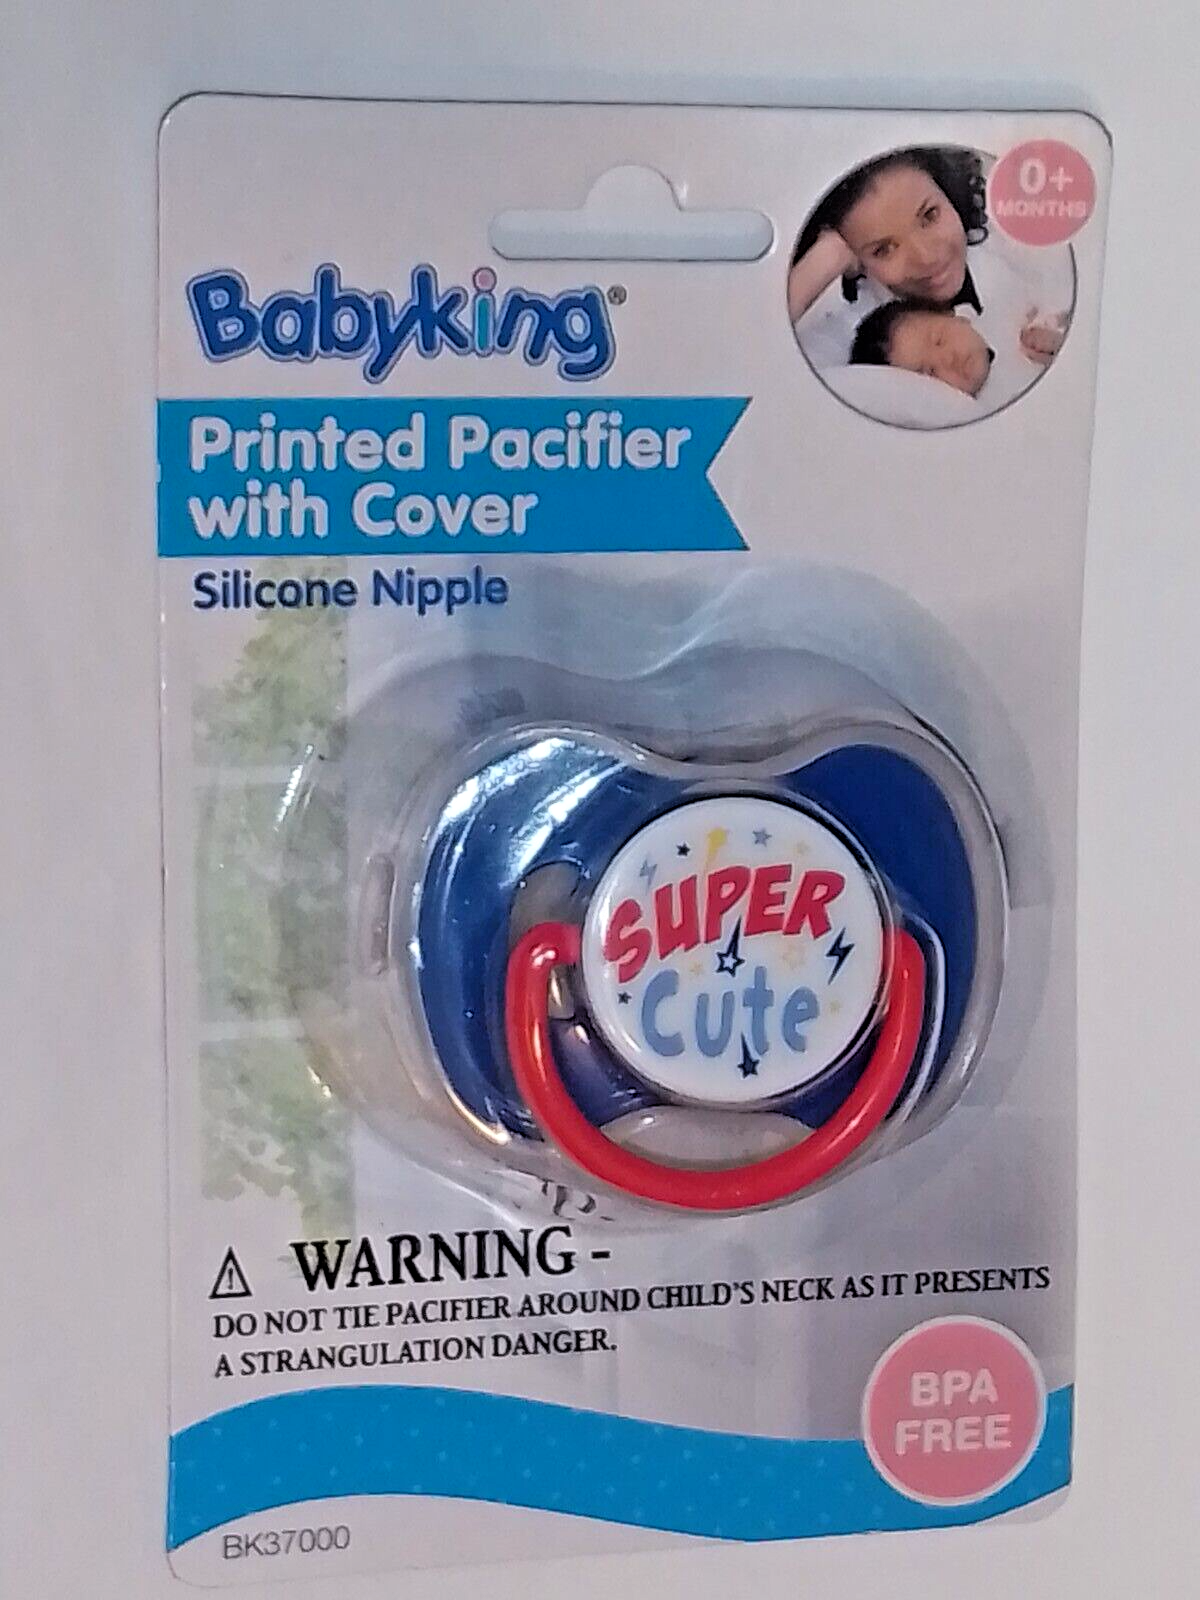 0+
MONTHS
Babyking®
Printed Pacifier
with Cover
Silicone Nipple
SUPER
Cute
WARNING -
DO NOT TIE PACIFIER AROUND CHILD'S NECK AS IT PRESENTS
A STRANGULATION DANGER.
BPA
FREE
BK37000